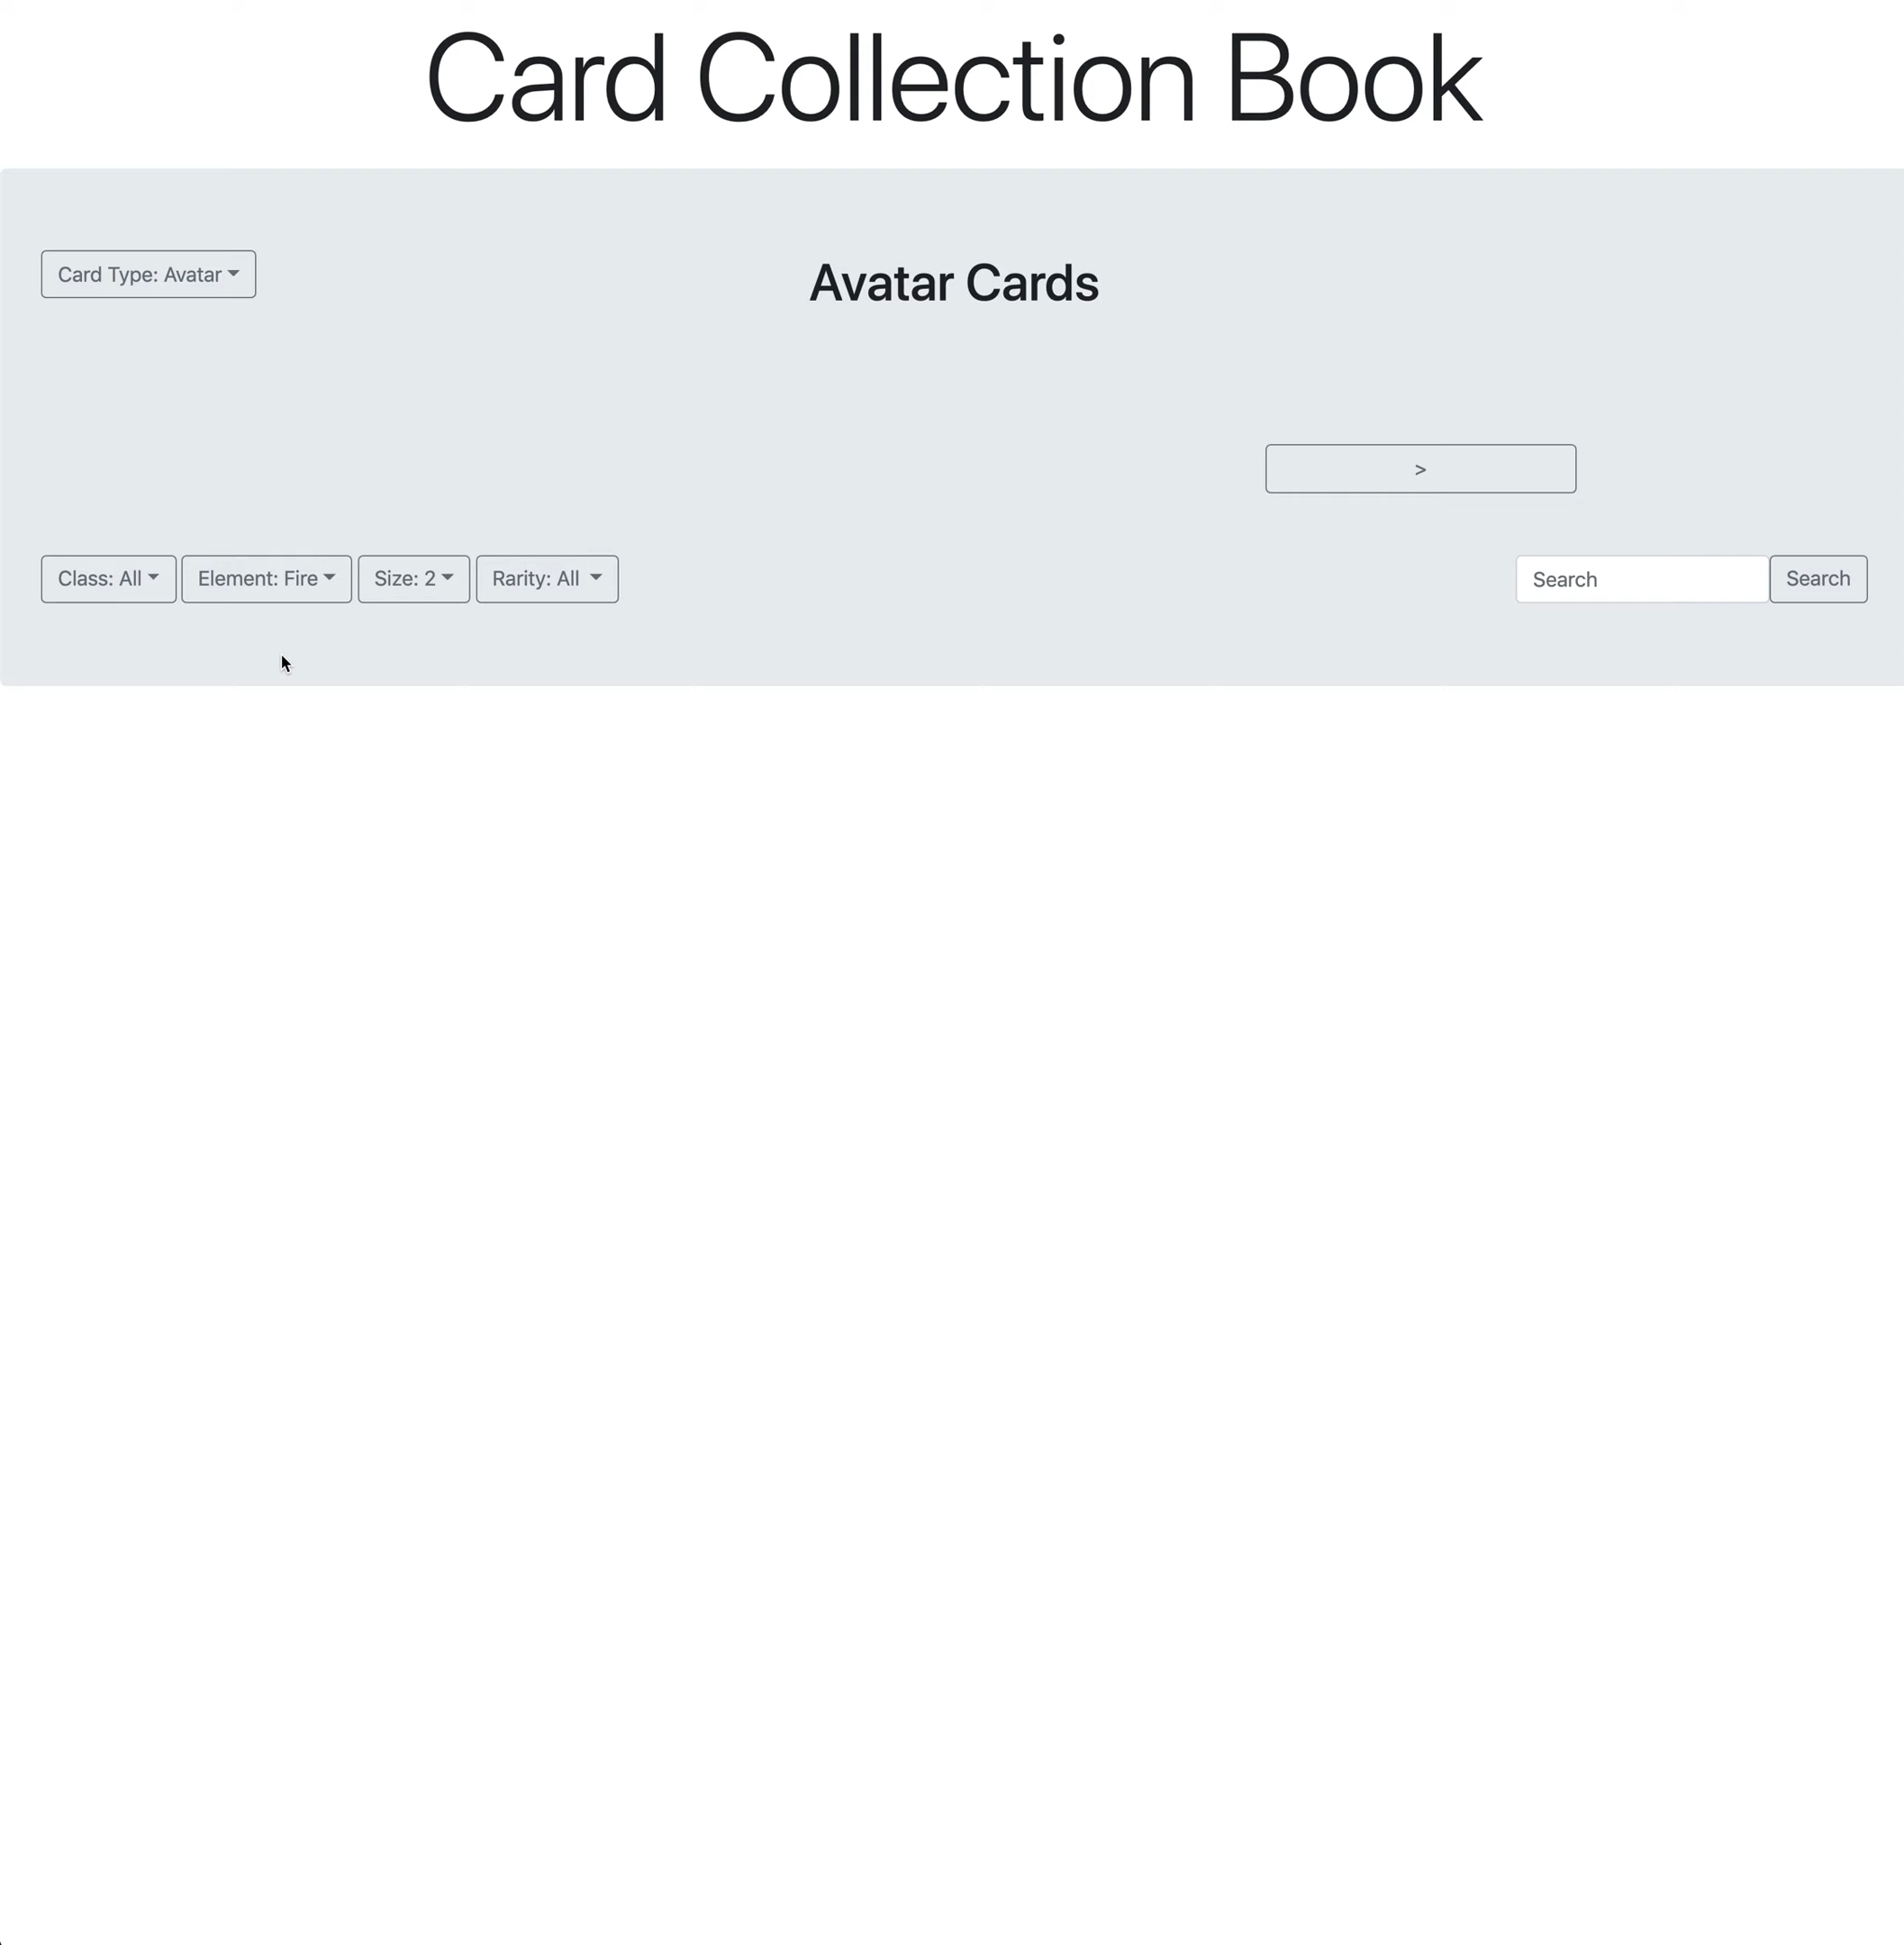 Card Collection Book
Card Type: Avatar
Avatar Cards
>
Class: All Element: Fire Size: 2 Rarity: All Search Search